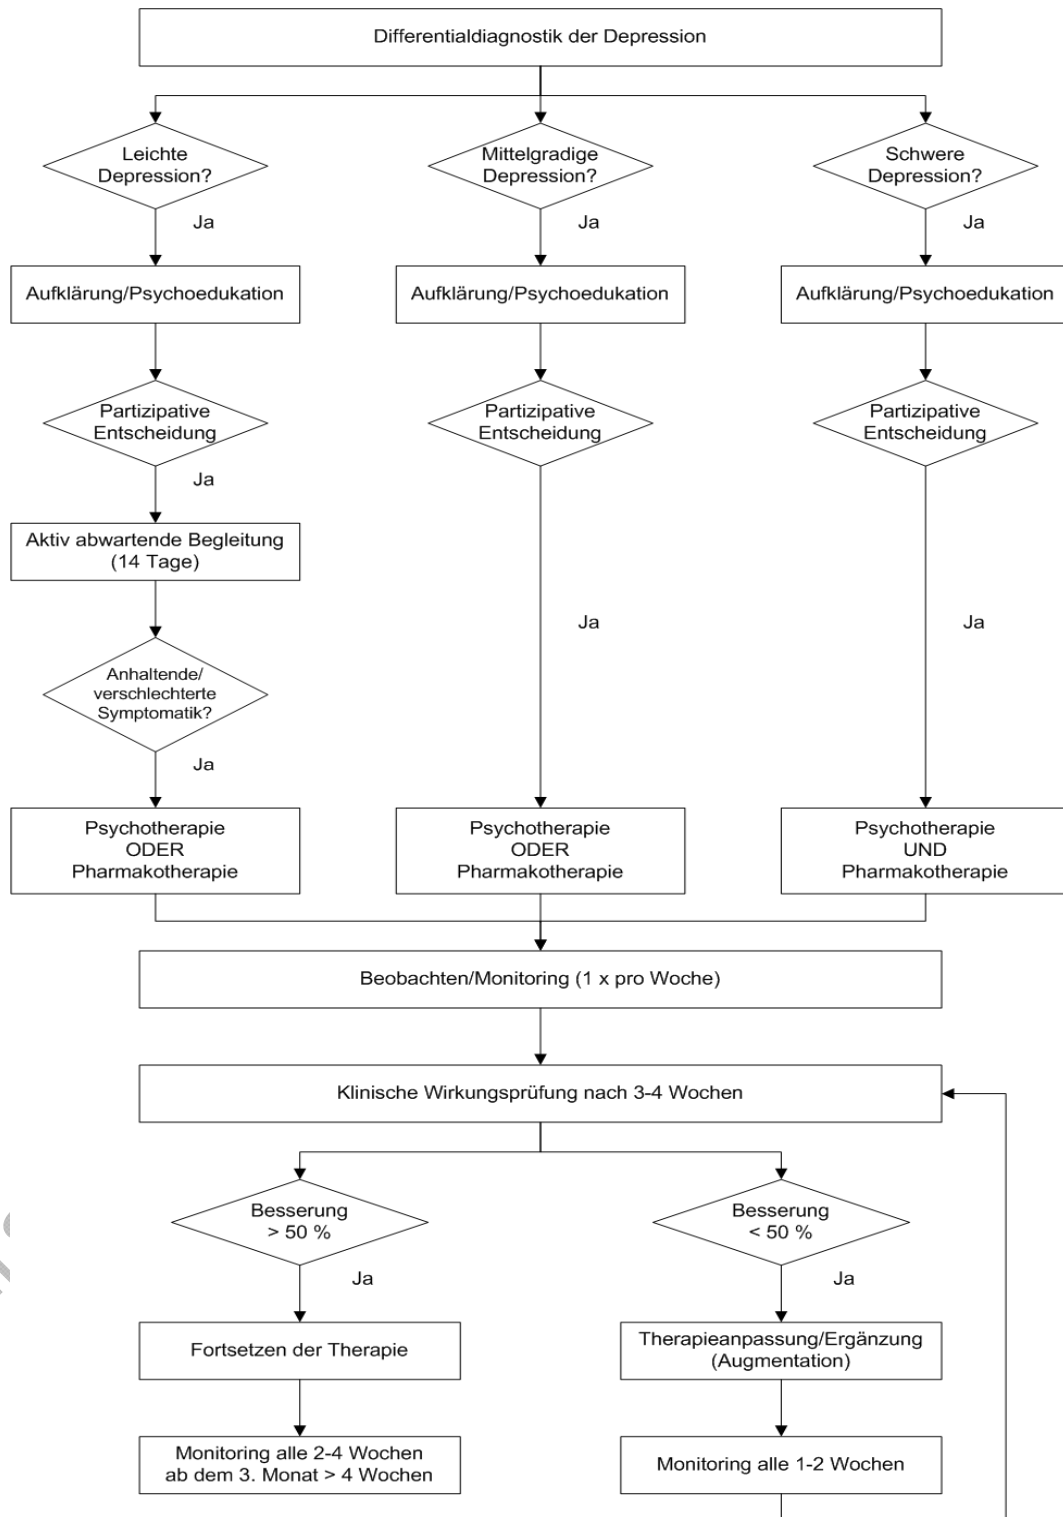 Differentialdiagnostik der Depression
Leichte
Depression?
Mittelgradige
Depression?
Schwere
Depression?
Ja
Ja
Ja
Aufklärung/Psychoedukation
Aufklärung/Psychoedukation
Aufklärung/Psychoedukation
Partizipative
Entscheidung
Partizipative
Entscheidung
Partizipative
Entscheidung
Ja
Aktiv abwartende Begleitung
(14 Tage)
Ja
Ja
Anhaltende/
verschlechterte
Symptomatik?
Ja
Psychotherapie
ODER
Pharmakotherapie
Psychotherapie
ODER
Pharmakotherapie
Psychotherapie
UND
Pharmakotherapie
Beobachten/Monitoring (1 x pro Woche)
Klinische Wirkungsprüfung nach 3-4 Wochen
Besserung
> 50 %
Besserung
< 50 %
Ja
Ja
Fortsetzen der Therapie
Therapieanpassung/Ergänzung
(Augmentation)
Monitoring alle 2-4 Wochen
ab dem 3. Monat > 4 Wochen
Monitoring alle 1-2 Wochen